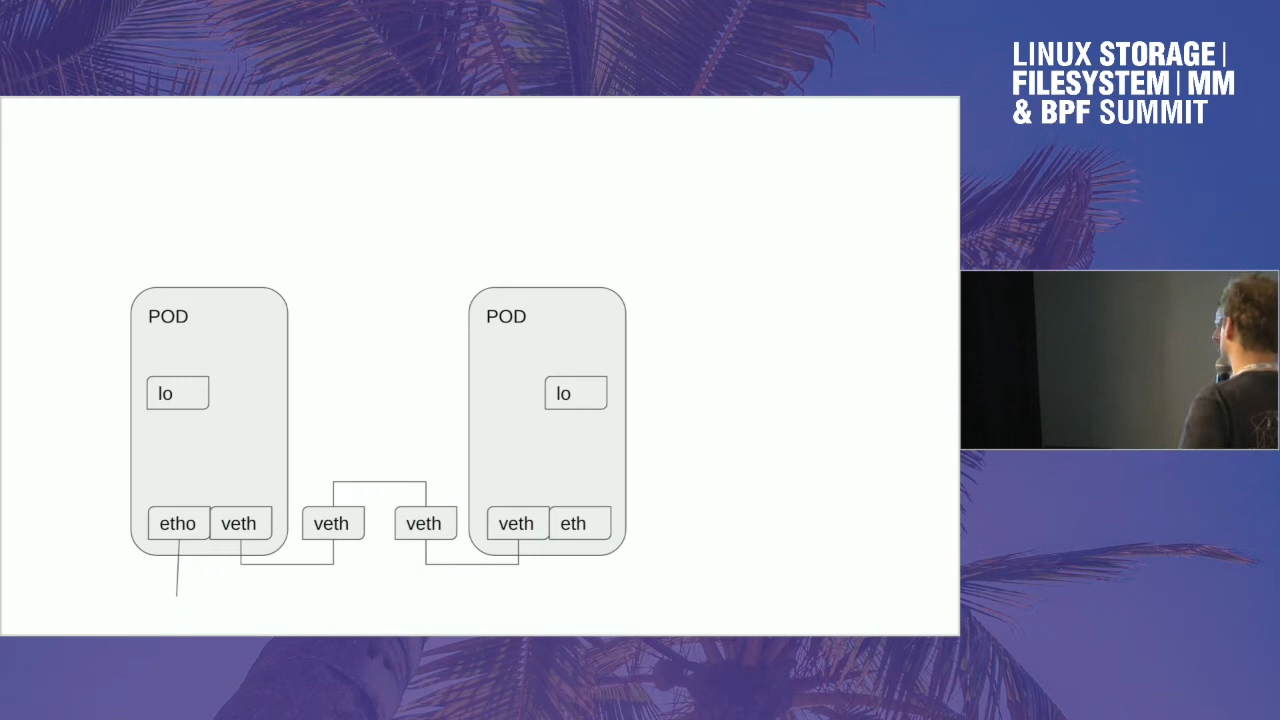 LINUX STORAGE |
FILESYSTEM | MM
& BPF SUMMIT
POD
POD
lo
lo
etho
veth
veth
veth
veth
eth